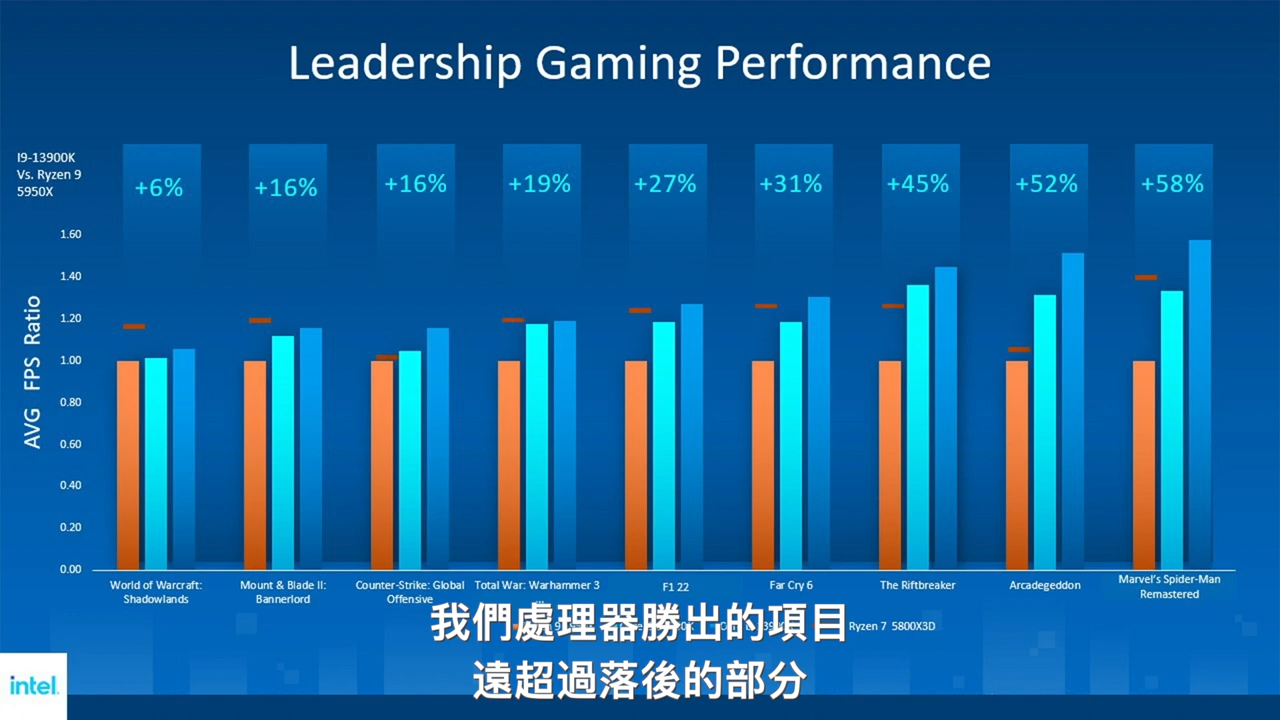 Leadership Gaming Performance
I9-13900K
Vs. Ryzen 9
5950X
+6%
+16%
+16%
+19%
+27%
+31%
+45%
+52%
+58%
AVG FPS Ratio
1.60
1.40
1.20
1.00
0.80
0.60
0.40
0.20
0.00
World of Warcraft:
Shadowlands
Mount & Blade II:
Bannerlord
Counter-Strike: Global
Offensive
Total War: Warhammer 3
F1 22
Far Cry 6
The Riftbreaker
Arcadegeddon
Marvel's Spider-Man
Remastered
Ryzen 7 5800X3D
我們處理器勝出的項目
遠超過落後的部分
intel.